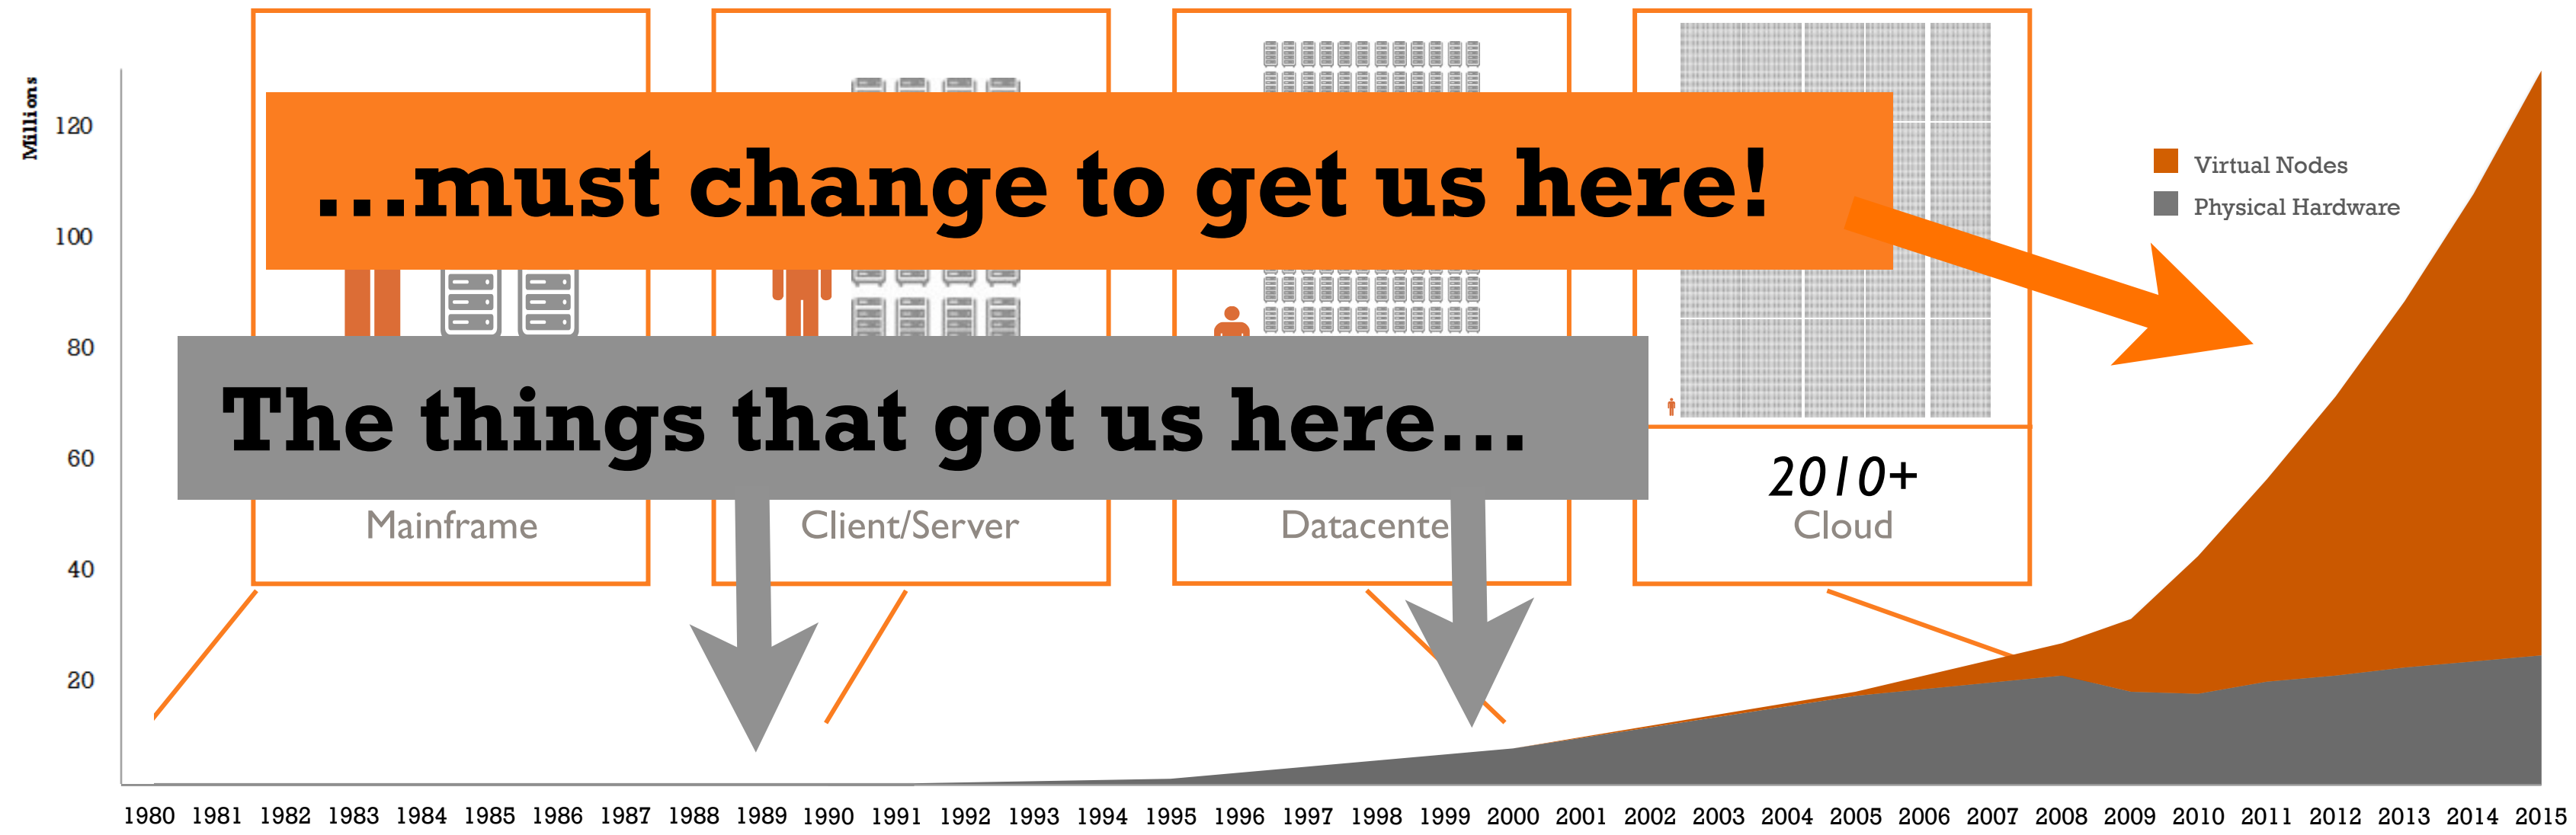 Millions
120
100
80
60
40
20
...must change to get us here!
The things that got us here...
Virtual Nodes
Physical Hardware
Mainframe
Client/Server
Datacente
2010+
Cloud
1980 1981 1982 1983 1984 1985 1986 1987 1988 1989 1990 1991 1992 1993 1994 1995 1996 1997 1998 1999 2000 2001 2002 2003 2004 2005 2006 2007 2008 2009 2010 2011 2012 2013 2014 2015